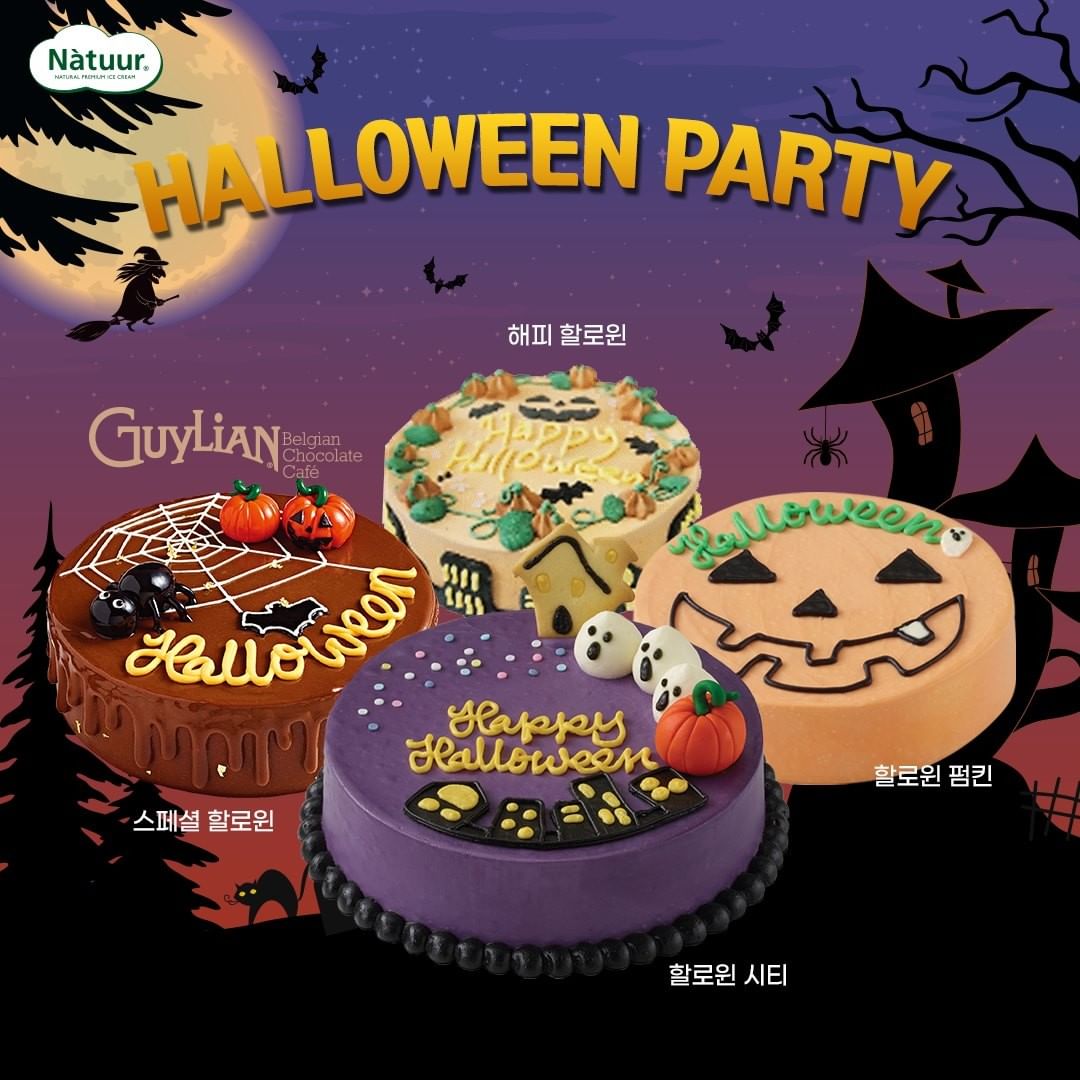 Nàtuur®
NATURAL PREMIUM ICE CREAM
HALLOWEEN PARTY
해피 할로윈
GUYLIAN®
Belgian
Chocolate
Café
Happy
Halloween
Halloween
Halloween
Happy
Halloween
할로윈 펌킨
스페셜 할로윈
할로윈 시티